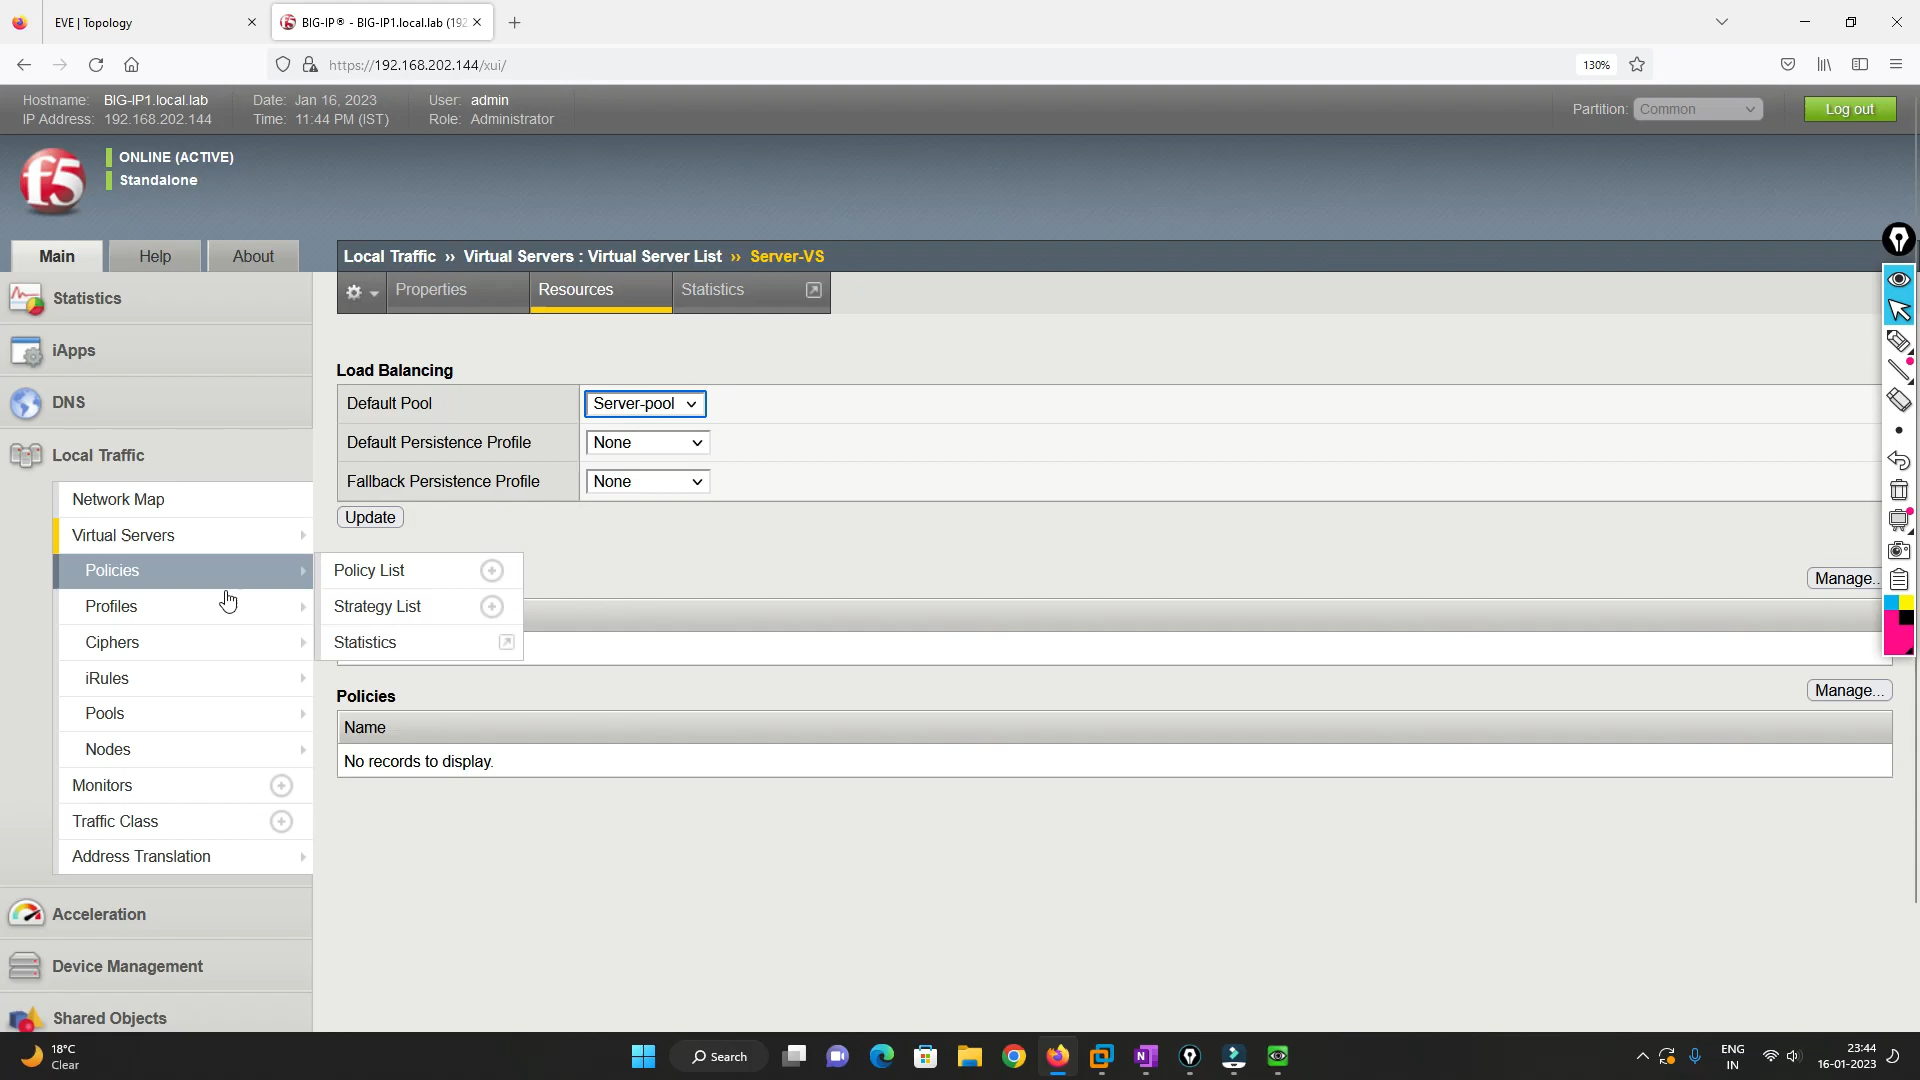 EVE | Topology
BIG-IP® - BIG-IP1.local.lab (192
https://192.168.202.144/xui/
130%
Hostname: BIG-IP1.local.lab
Date: Jan 16, 2023
User: admin
IP Address: 192.168.202.144
Time: 11:44 PM (IST)
Role: Administrator
Partition: Common
Log out
f5
ONLINE (ACTIVE)
Standalone
Main
Help
About
Local Traffic ›› Virtual Servers : Virtual Server List ›› Server-VS
Properties
Resources
Statistics
Statistics
iApps
DNS
Local Traffic
Network Map
Virtual Servers
Policies
Profiles
Ciphers
iRules
Pools
Nodes
Monitors
Traffic Class
Address Translation
Acceleration
Device Management
Shared Objects
Policy List
Strategy List
Statistics
Load Balancing
Default Pool
Server-pool
Default Persistence Profile
None
Fallback Persistence Profile
None
Update
Manage..
Policies
Manage...
Name
No records to display.
18°C
Clear
Search
ENG
IN
23:44
16-01-2023